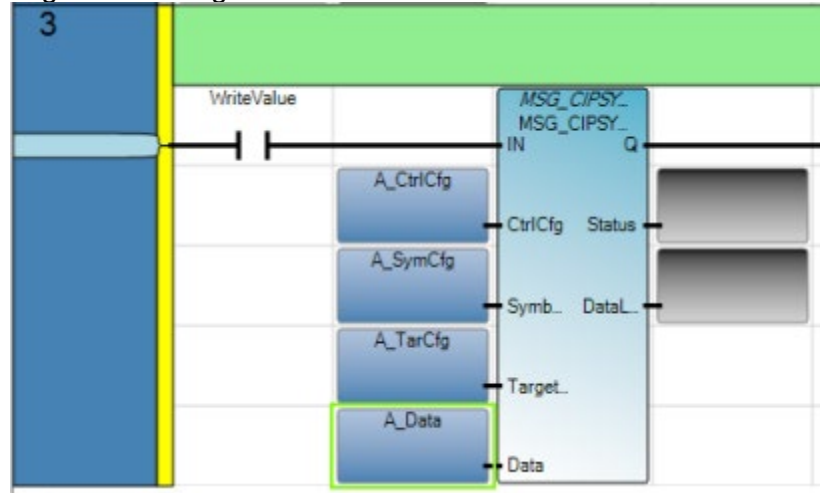 3
WriteValue
MSG_CIPSY...
MSG_CIPSY...
IN Q
A_CtrlCfg
CtrlCfg Status
A_SymCfg
Symb... DataL...
A_TarCfg
Target...
A_Data
Data